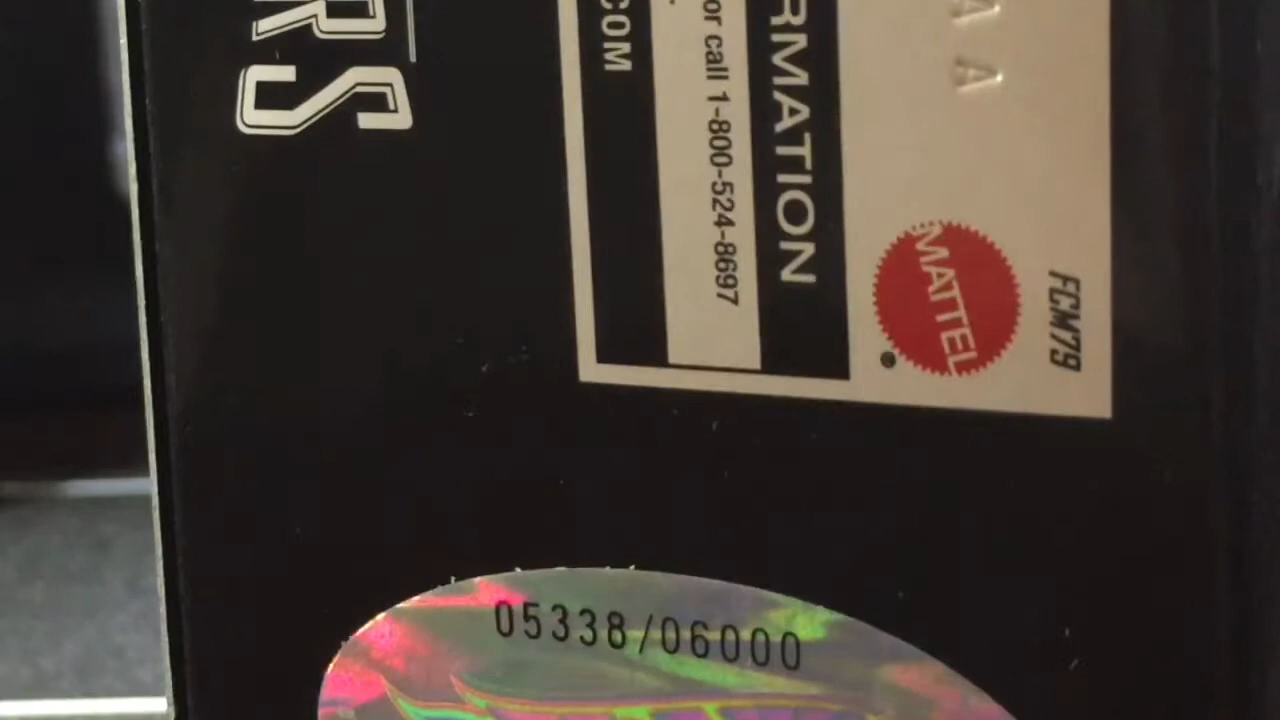 RS
COM
or call 1-800-524-8697
RMATION
A A
MATTEL
FCM79
05338/06000